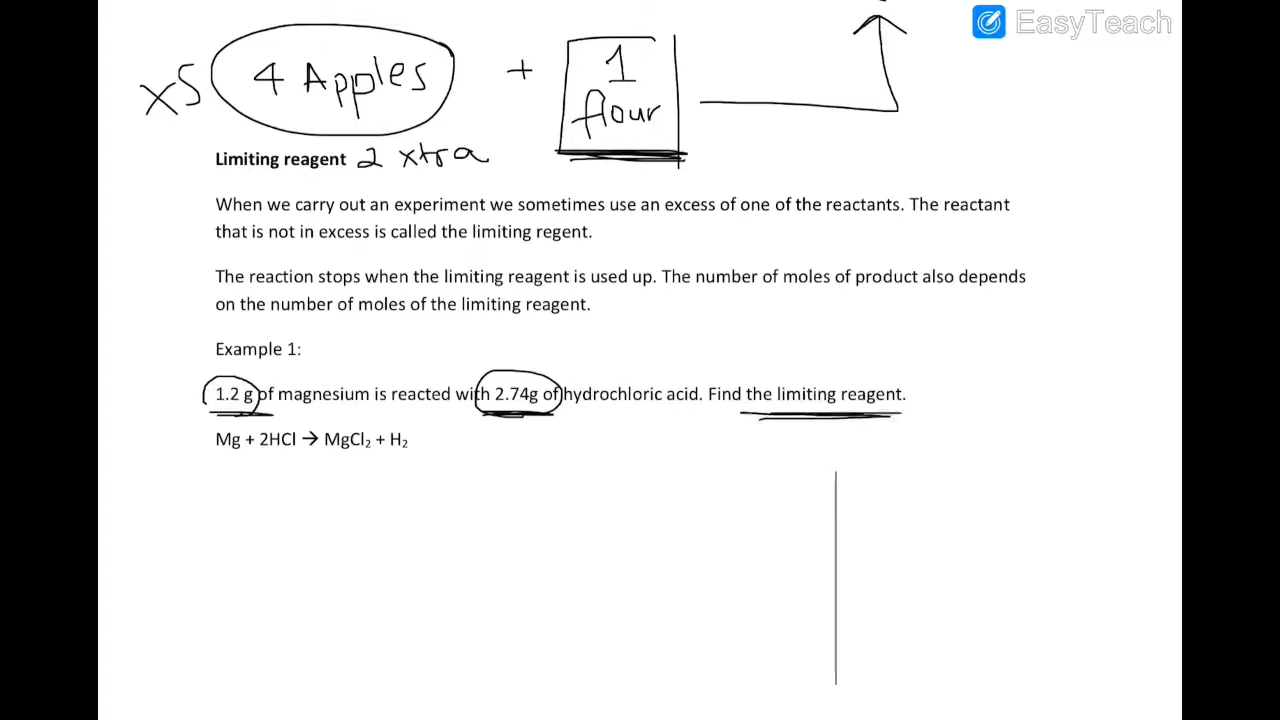 EasyTeach
x5 4 Apples + 1 flour
Limiting reagent 2 xtra
When we carry out an experiment we sometimes use an excess of one of the reactants. The reactant
that is not in excess is called the limiting regent.
The reaction stops when the limiting reagent is used up. The number of moles of product also depends
on the number of moles of the limiting reagent.
Example 1:
1.2 g of magnesium is reacted with 2.74g of hydrochloric acid. Find the limiting reagent.
Mg + 2HCl → MgCl₂ + H₂